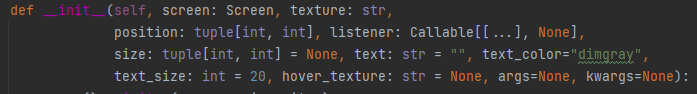 def __init__(self, screen: Screen, texture: str,
position: tuple[int, int], listener: Callable[[...], None],
size: tuple[int, int] = None, text: str = "", text_color="dimgray",
text_size: int = 20, hover_texture: str = None, args=None, kwargs=None):